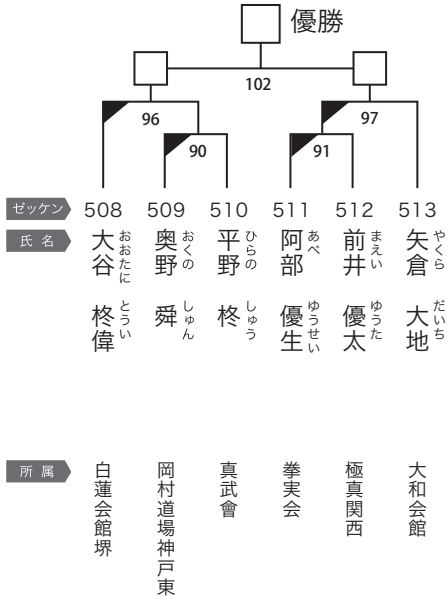 優勝
102
96
97
90
91
ゼッケン
508
509
510
511
512
513
氏名
大谷 柊偉
おおたに とうい
奥野 舜
おくの しゅん
平野 柊
ひらの しゅう
阿部 優生
あべ ゆうせい
前井 優太
まえい ゆうた
矢倉 大地
やくら だいち
所属
白蓮会館堺
岡村道場神戸東
真武會
拳実会
極真関西
大和会館